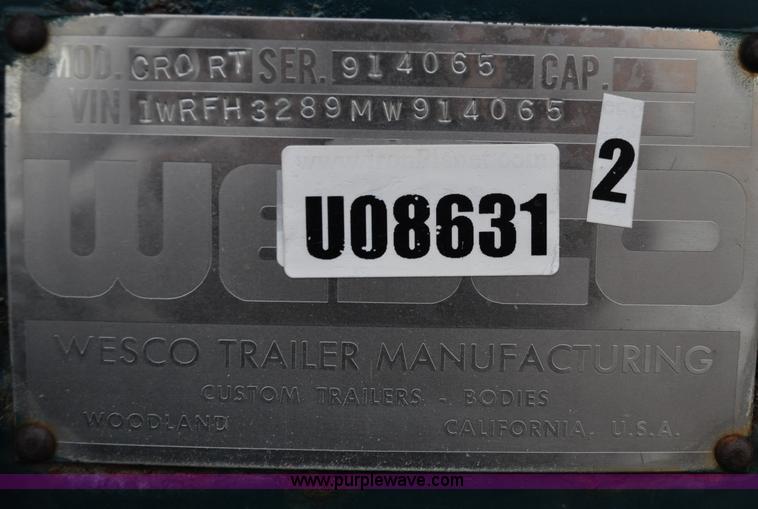 MOD. CRD RT SER. 914065 CAP.
VIN 1WRFH3289MW914065
2
WESCO
U08631
WESCO TRAILER MANUFACTURING
CUSTOM TRAILERS - BODIES
WOODLAND CALIFORNIA, U.S.A.
www.purplewave.com